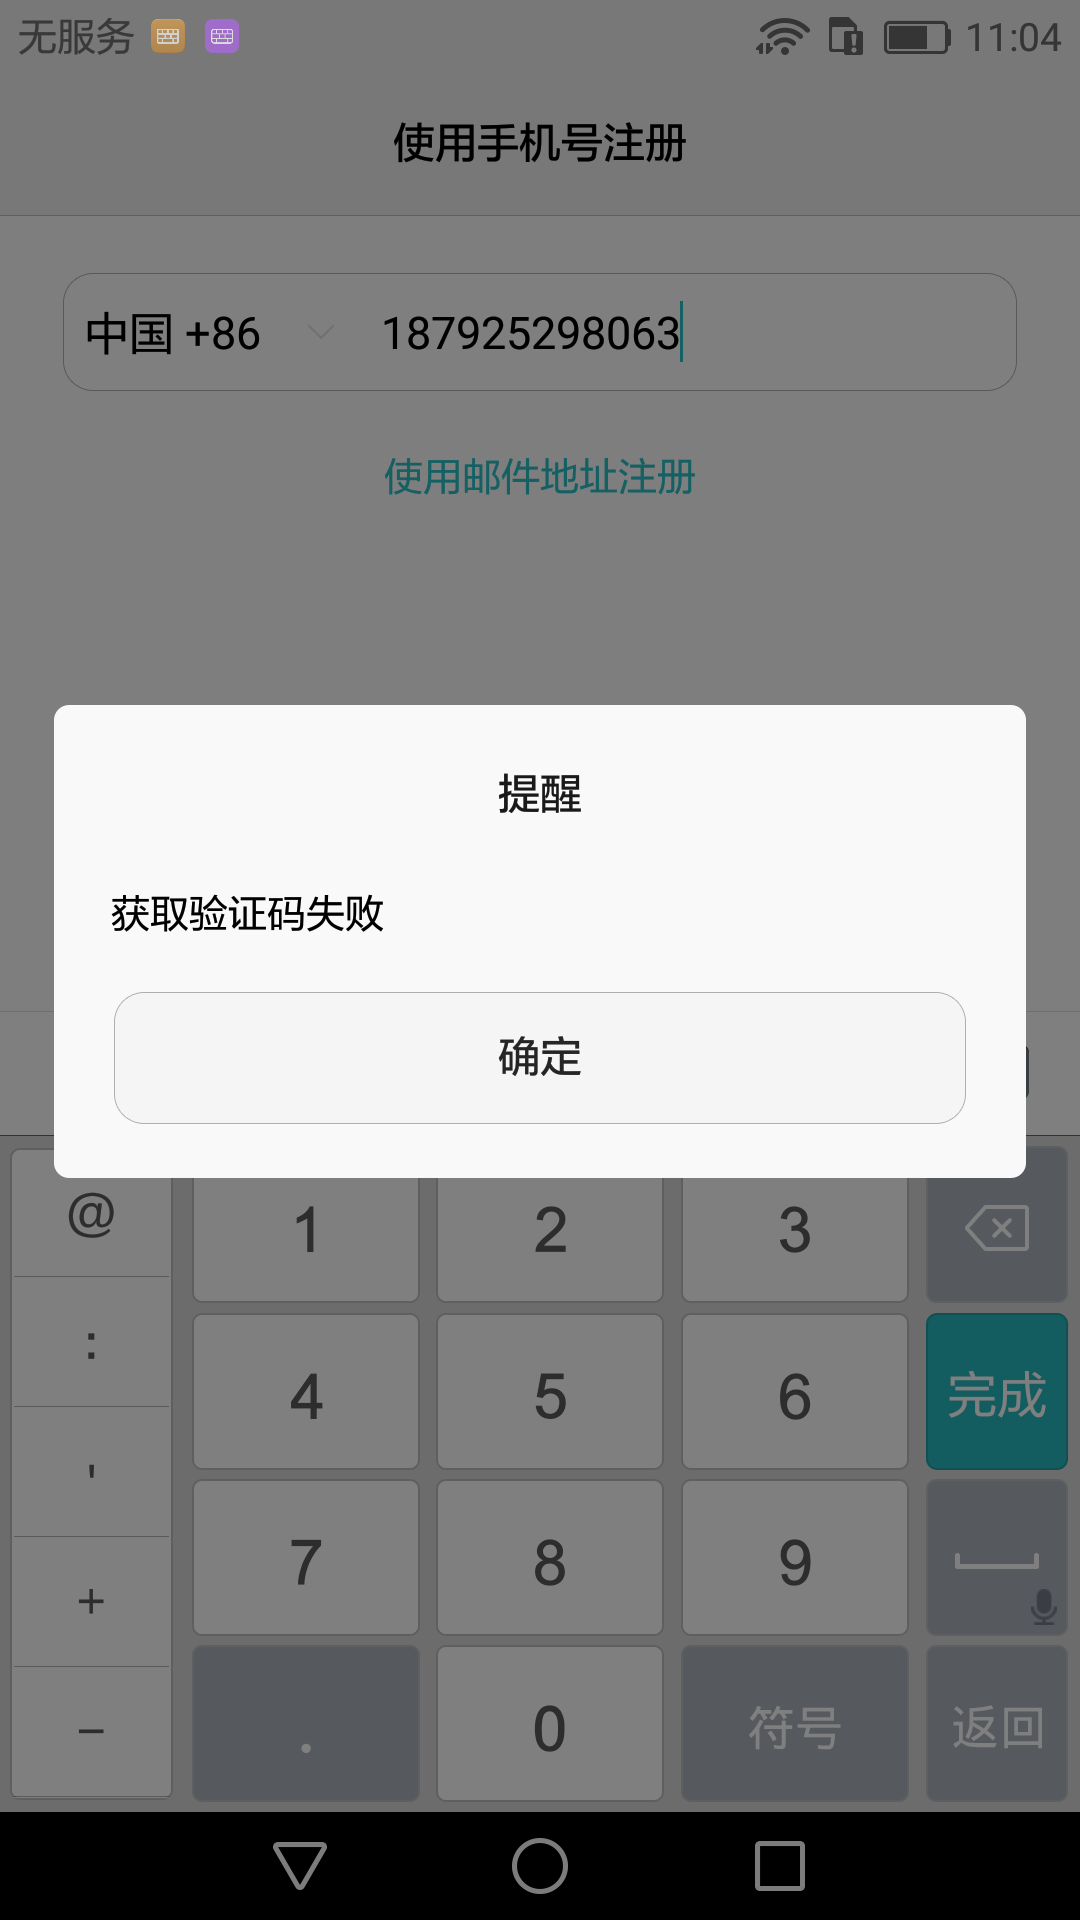 无服务 11:04
使用手机号注册
中国 +86 187925298063
使用邮件地址注册
提醒
获取验证码失败
确定
@ 1 2 3
: 4 5 6 完成
' 7 8 9
+
- . 0 符号 返回